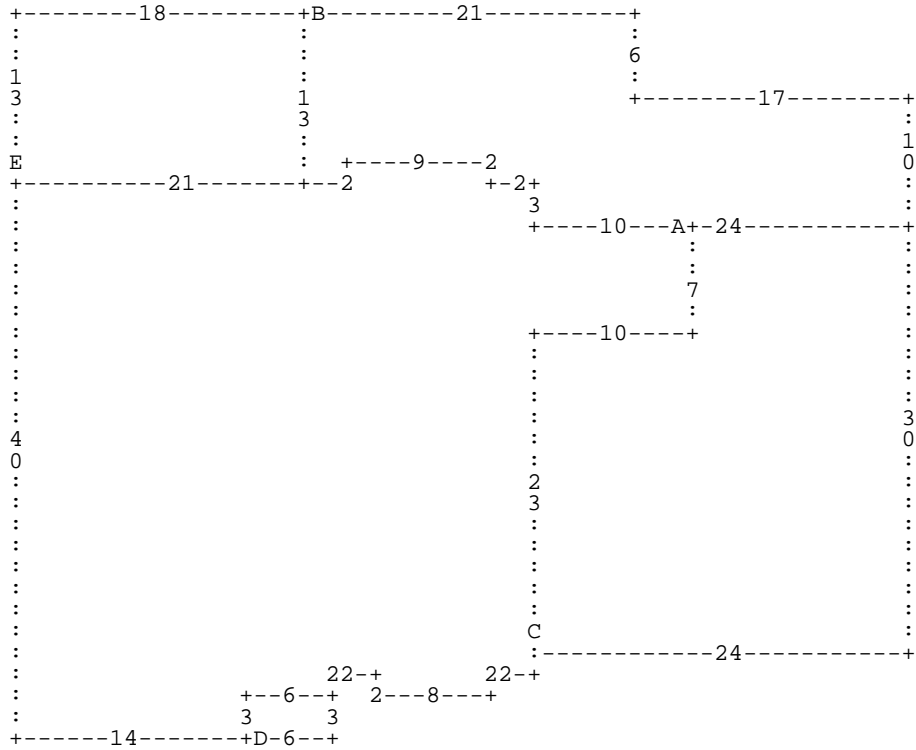 +--------18---------+B---------21----------+
:                   :                      :
:                   :                      6
1                   :                      :
3                   1                      +--------17--------+
:                   3                                         :
:                   :                                         1
E                   :  +----9----2                            0
+----------21-------+--2         +-2+                         :
:                                   3                         :
:                                   +----10---A+-24-----------+
:                                              :              :
:                                              :              :
:                                              7              :
:                                              :              :
:                                   +----10----+              :
:                                   :                         :
:                                   :                         :
:                                   :                         :
:                                   :                         3
4                                   :                         0
0                                   :                         :
:                                   2                         :
:                                   3                         :
:                                   :                         :
:                                   :                         :
:                                   :                         :
:                                   :                         :
:                                   :                         :
:                                   C                         :
:                                   :------------24-----------+
:                     22-+       22-+
:               +--6--+  2---8---+
:               3     3
+------14-------+D-6--+